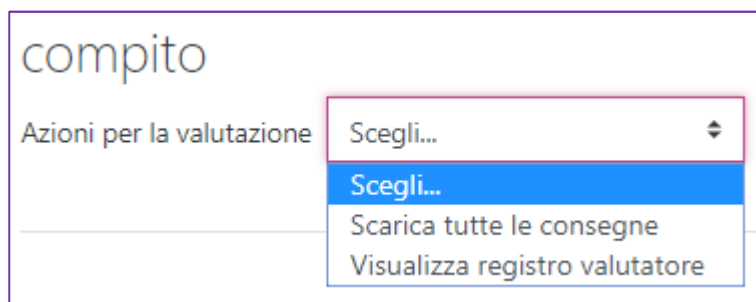 compito
Azioni per la valutazione Scegli...
Scegli...
Scarica tutte le consegne
Visualizza registro valutatore